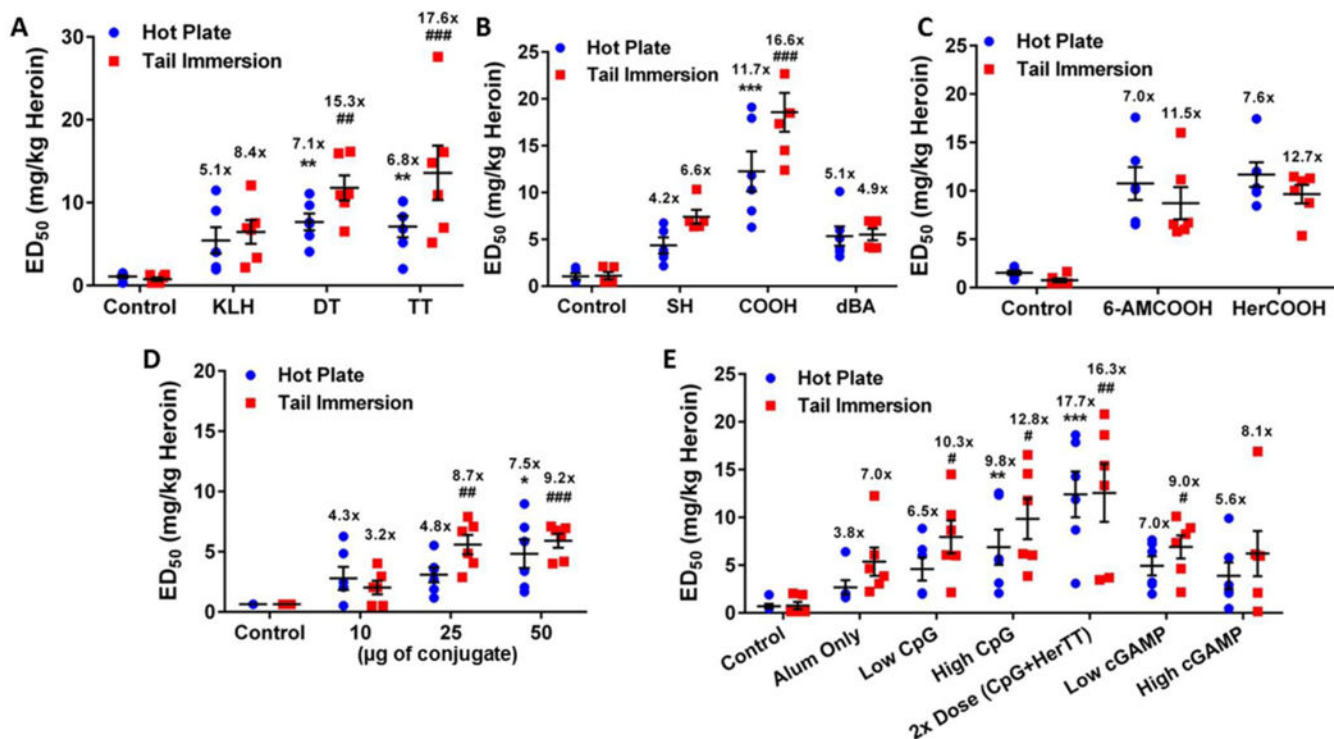 A
Hot Plate
Tail Immersion
ED50 (mg/kg Heroin)
30
20
10
0
5.1x
8.4x
7.1x
**
15.3x
##
6.8x
**
17.6x
###
Control KLH DT TT
B
Hot Plate
Tail Immersion
ED50 (mg/kg Heroin)
25
20
15
10
5
0
4.2x
6.6x
11.7x
***
16.6x
###
5.1x
4.9x
Control SH COOH dBA
C
Hot Plate
Tail Immersion
ED50 (mg/kg Heroin)
25
20
15
10
5
0
7.0x
11.5x
7.6x
12.7x
Control 6-AMCOOH HerCOOH
D
Hot Plate
Tail Immersion
ED50 (mg/kg Heroin)
20
15
10
5
0
4.3x
3.2x
4.8x
8.7x
##
7.5x
*
9.2x
###
Control 10 25 50
(µg of conjugate)
E
Hot Plate
Tail Immersion
ED50 (mg/kg Heroin)
25
20
15
10
5
0
3.8x
7.0x
6.5x
10.3x
#
9.8x
**
12.8x
#
17.7x
***
16.3x
##
7.0x
9.0x
#
5.6x
8.1x
Control
Alum Only
Low CpG
High CpG
2x Dose (CpG+HerTT)
Low cGAMP
High cGAMP